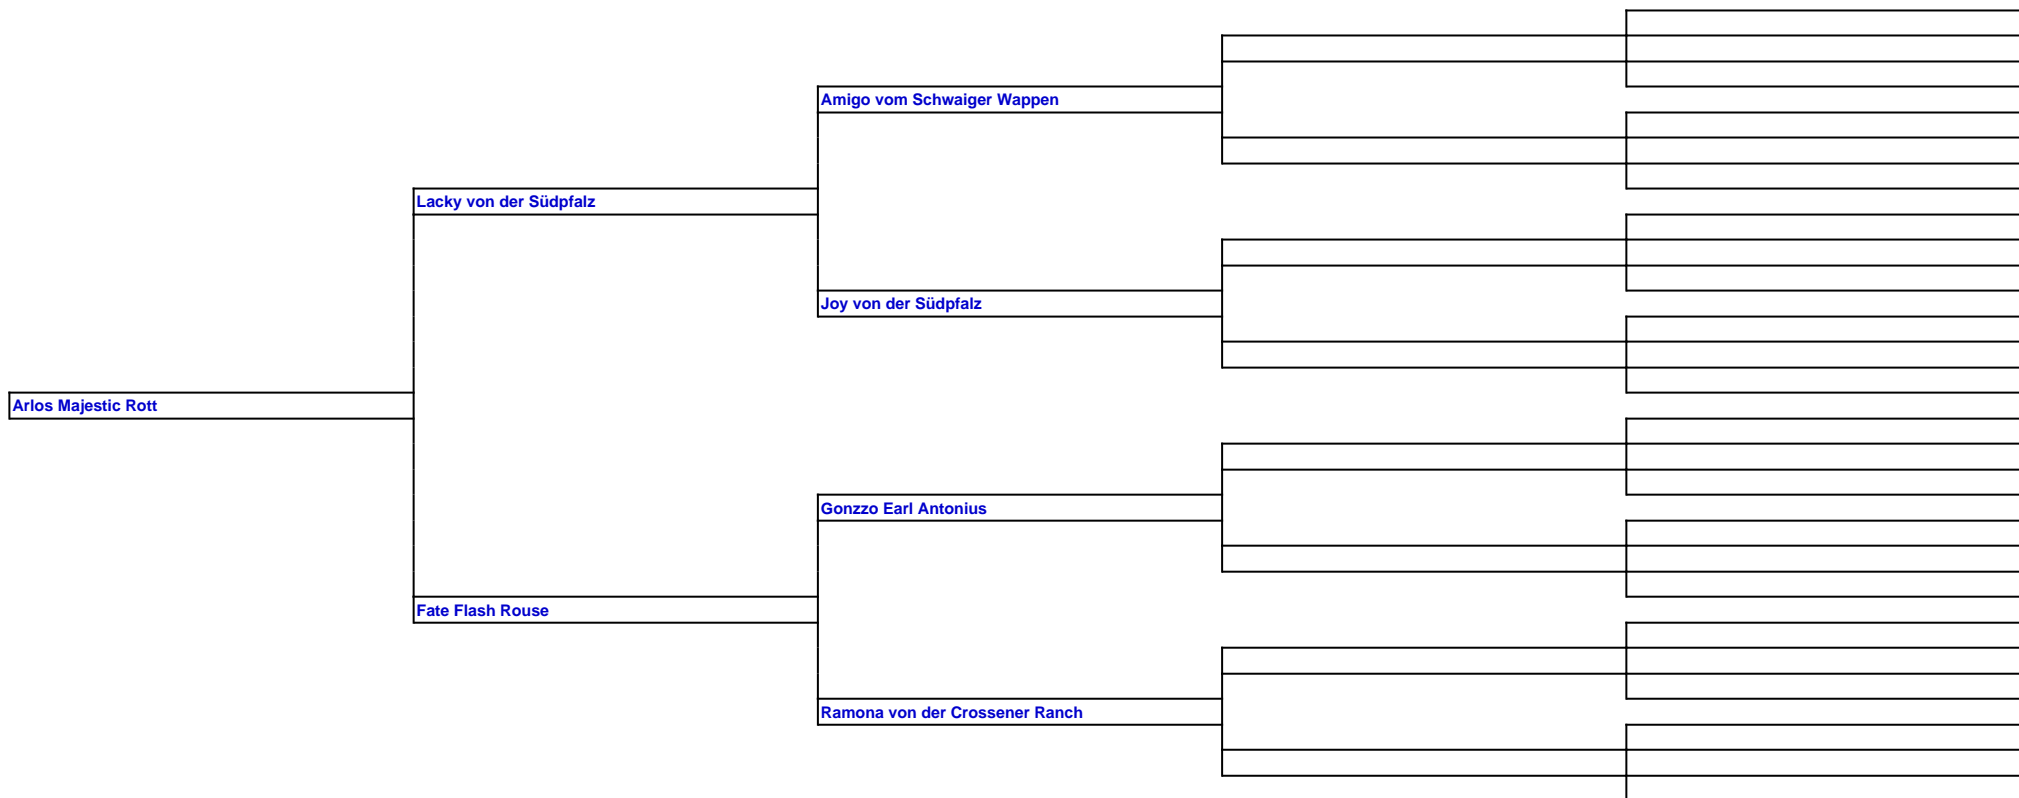 Amigo vom Schwaiger Wappen
Lacky von der Südpfalz
Joy von der Südpfalz
Arlos Majestic Rott
Gonzzo Earl Antonius
Fate Flash Rouse
Ramona von der Crossener Ranch